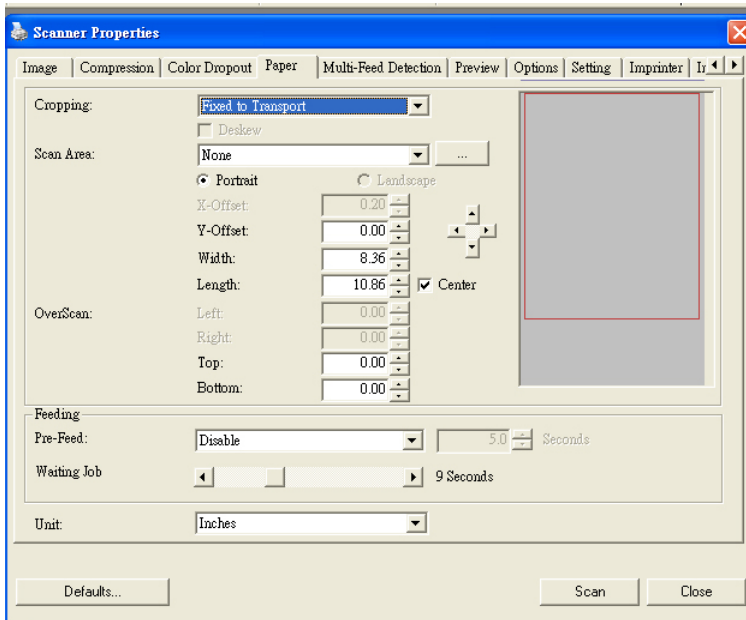 Scanner Properties
Image Compression Color Dropout Paper Multi-Feed Detection Preview Options Setting Imprinter
Cropping: Fixed to Transport
Deskew
Scan Area: None ...
Portrait Landscape
X-Offset: 0.20
Y-Offset: 0.00
Width: 8.36
Length: 10.86 Center
OverScan: Left: 0.00
Right: 0.00
Top: 0.00
Bottom: 0.00
Feeding
Pre-Feed: Disable 5.0 Seconds
Waiting Job 9 Seconds
Unit: Inches
Defaults... Scan Close